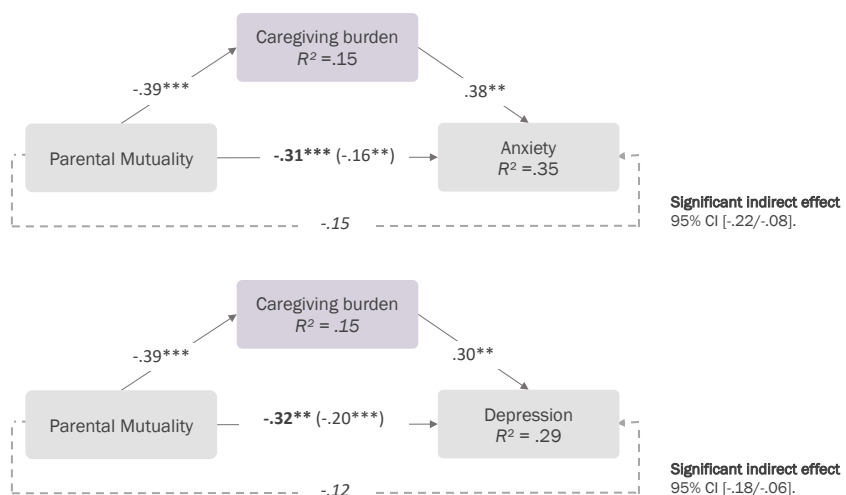 Caregiving burden
R² =.15
-.39***
.38**
Parental Mutuality
-.31*** (-.16**)
Anxiety
R² =.35
-.15
Significant indirect effect
95% CI [-.22/-.08].
Caregiving burden
R² = .15
-.39***
.30**
Parental Mutuality
-.32** (-.20***)
Depression
R² = .29
-.12
Significant indirect effect
95% CI [-.18/-.06].